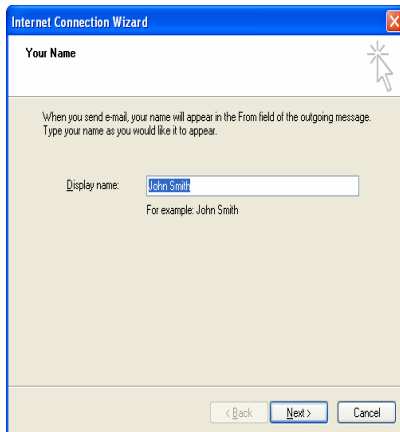 Internet Connection Wizard
Your Name
When you send e-mail, your name will appear in the From field of the outgoing message.
Type your name as you would like it to appear.
Display name: John Smith
For example: John Smith
< Back Next > Cancel